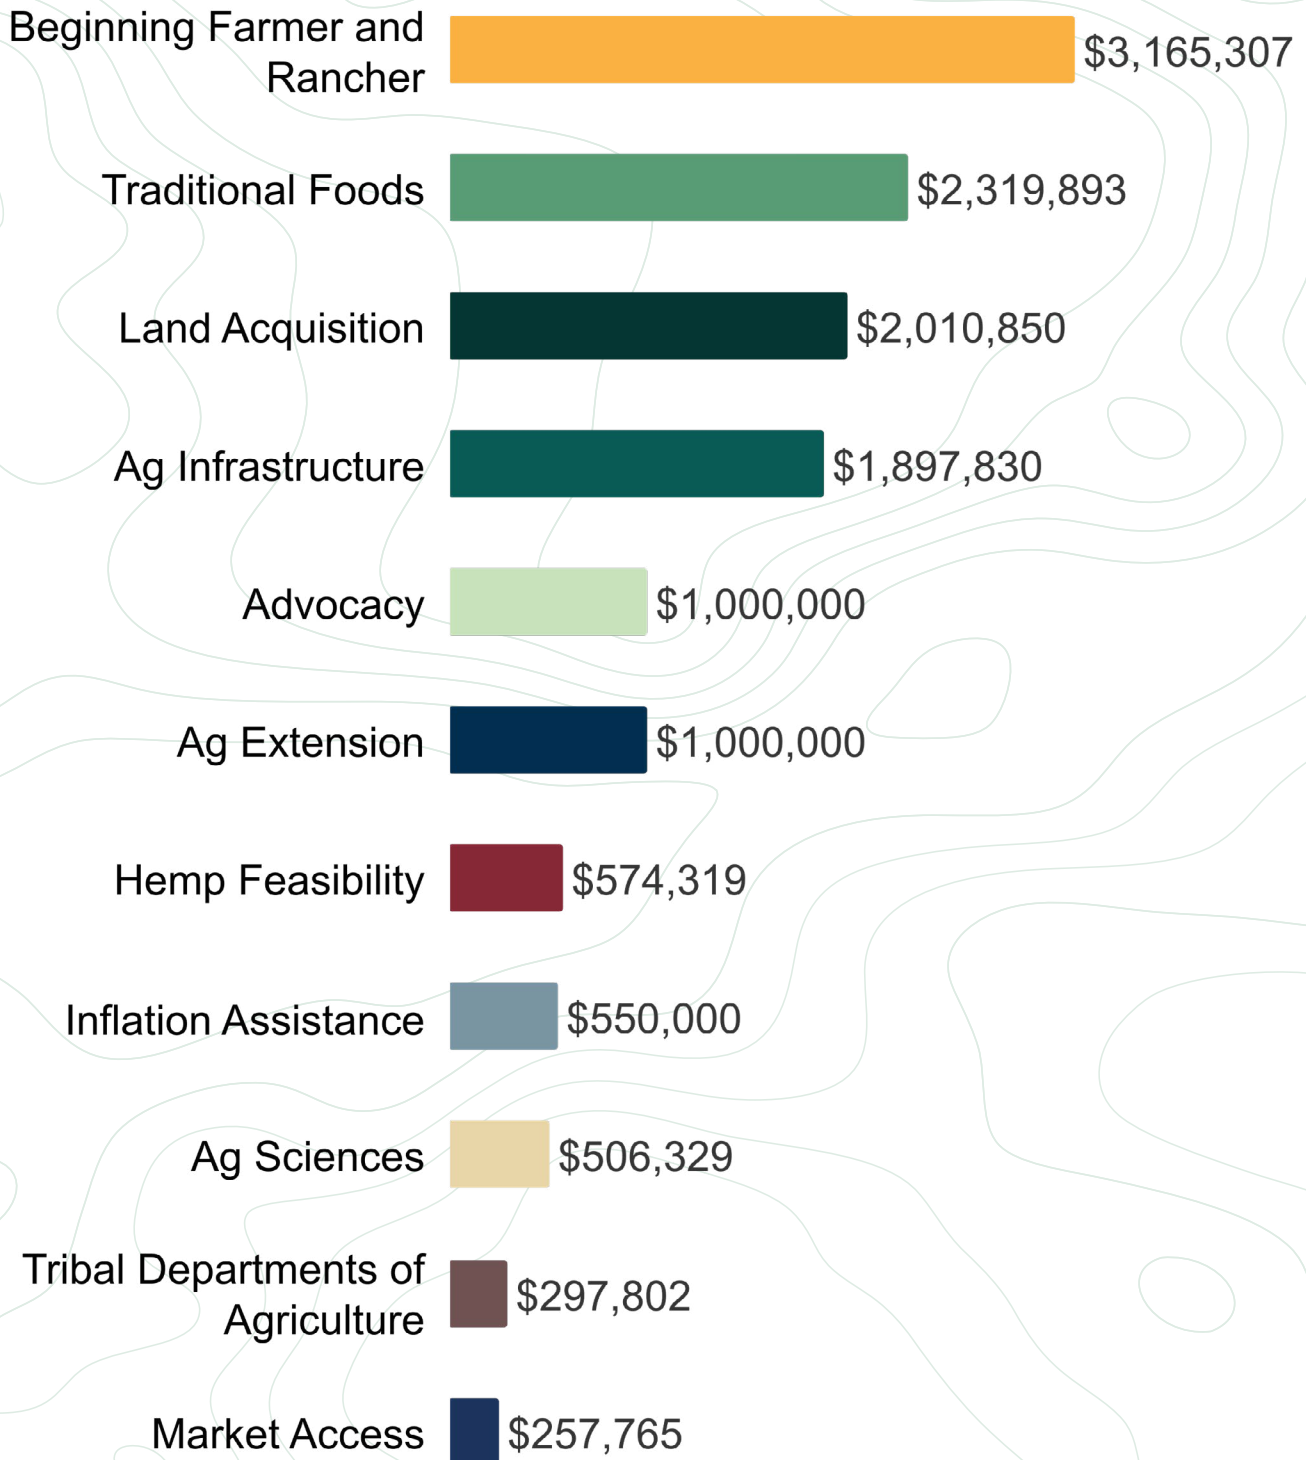 Beginning Farmer and
Rancher
$3,165,307
Traditional Foods
$2,319,893
Land Acquisition
$2,010,850
Ag Infrastructure
$1,897,830
Advocacy
$1,000,000
Ag Extension
$1,000,000
Hemp Feasibility
$574,319
Inflation Assistance
$550,000
Ag Sciences
$506,329
Tribal Departments of
Agriculture
$297,802
Market Access
$257,765